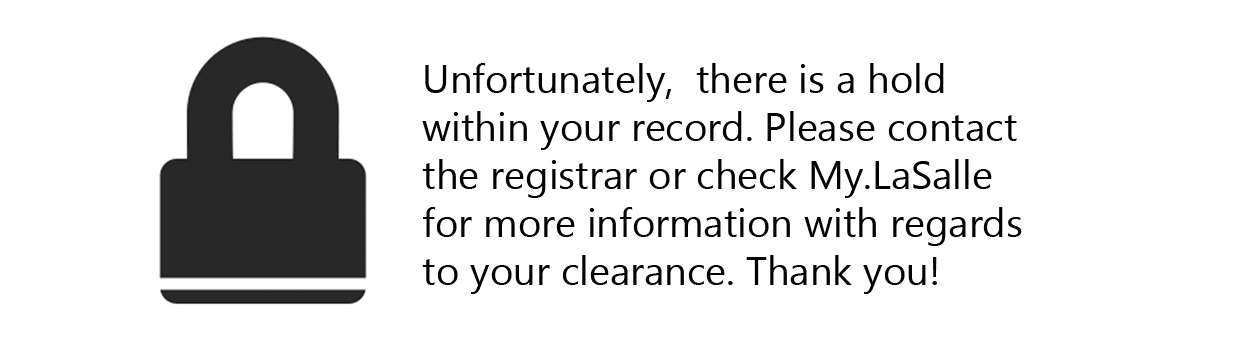 Unfortunately,  there is a hold
within your record. Please contact
the registrar or check My.LaSalle
for more information with regards
to your clearance. Thank you!